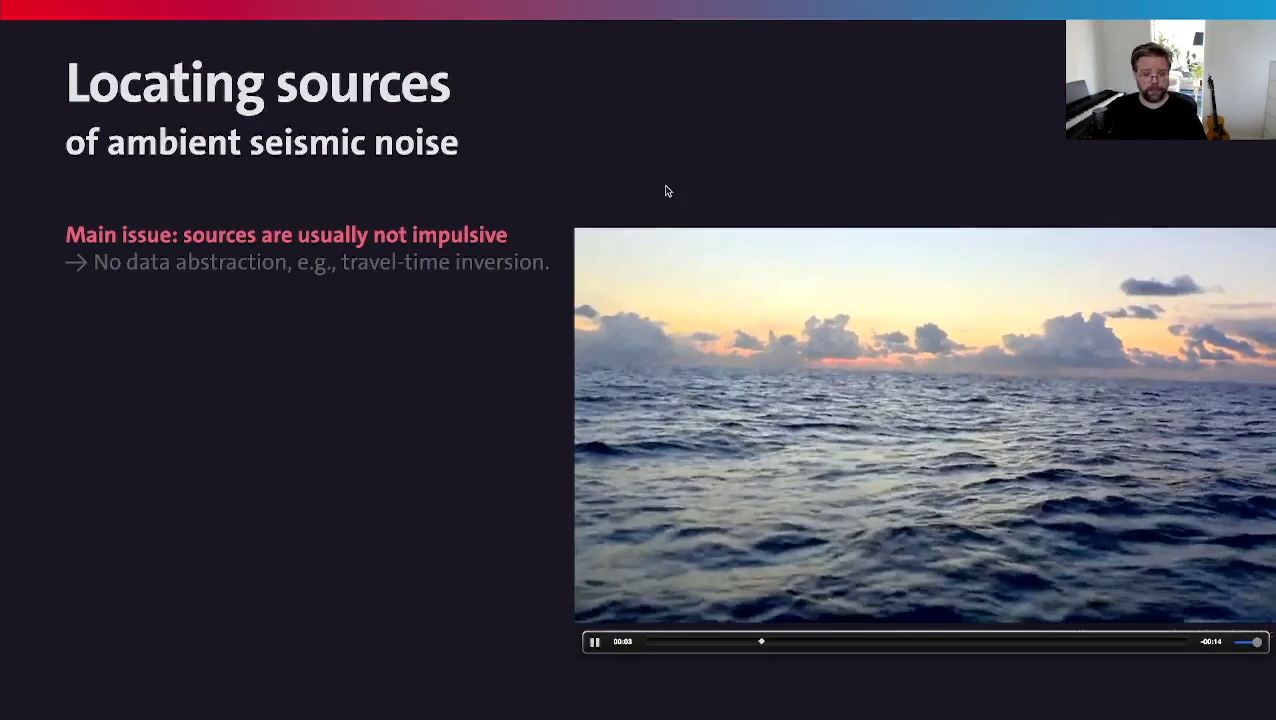 Locating sources
of ambient seismic noise
Main issue: sources are usually not impulsive
→ No data abstraction, e.g., travel-time inversion.
00:03
-00:14